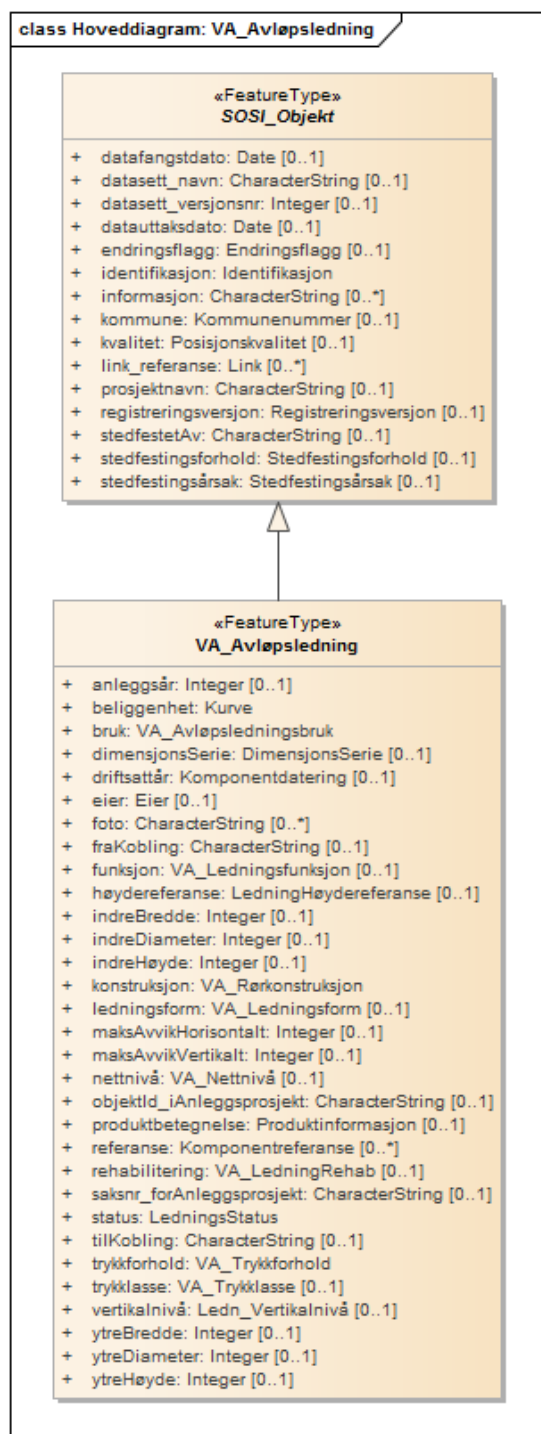 class Hoveddiagram: VA_Avløpsledning
«FeatureType»
SOSI_Objekt
+ datafangstdato: Date [0..1]
+ datasett_navn: CharacterString [0..1]
+ datasett_versjonsnr: Integer [0..1]
+ datauttaksdato: Date [0..1]
+ endringsflagg: Endringsflagg [0..1]
+ identifikasjon: Identifikasjon
+ informasjon: CharacterString [0..*]
+ kommune: Kommunenummer [0..1]
+ kvalitet: Posisjonskvalitet [0..1]
+ link_referanse: Link [0..*]
+ prosjektnavn: CharacterString [0..1]
+ registreringsversjon: Registreringsversjon [0..1]
+ stedfestetAv: CharacterString [0..1]
+ stedfestingsforhold: Stedfestingsforhold [0..1]
+ stedfestingsårsak: Stedfestingsårsak [0..1]
«FeatureType»
VA_Avløpsledning
+ anleggsår: Integer [0..1]
+ beliggenhet: Kurve
+ bruk: VA_Avløpsledningsbruk
+ dimensjonsSerie: DimensjonsSerie [0..1]
+ driftsattår: Komponentdatering [0..1]
+ eier: Eier [0..1]
+ foto: CharacterString [0..*]
+ fraKobling: CharacterString [0..1]
+ funksjon: VA_Ledningsfunksjon [0..1]
+ høydereferanse: LedningHøydereferanse [0..1]
+ indreBredde: Integer [0..1]
+ indreDiameter: Integer [0..1]
+ indreHøyde: Integer [0..1]
+ konstruksjon: VA_Rørkonstruksjon
+ ledningsform: VA_Ledningsform [0..1]
+ maksAvvikHorisontalt: Integer [0..1]
+ maksAvvikVertikalt: Integer [0..1]
+ nettnivå: VA_Nettnivå [0..1]
+ objektId_iAnleggsprosjekt: CharacterString [0..1]
+ produktbetegnelse: Produktinformasjon [0..1]
+ referanse: Komponentreferanse [0..*]
+ rehabilitering: VA_LedningRehab [0..1]
+ saksnr_forAnleggsprosjekt: CharacterString [0..1]
+ status: LedningsStatus
+ tilKobling: CharacterString [0..1]
+ trykkforhold: VA_Trykkforhold
+ trykklasse: VA_Trykklasse [0..1]
+ vertikalnivå: Ledn_Vertikalnivå [0..1]
+ ytreBredde: Integer [0..1]
+ ytreDiameter: Integer [0..1]
+ ytreHøyde: Integer [0..1]